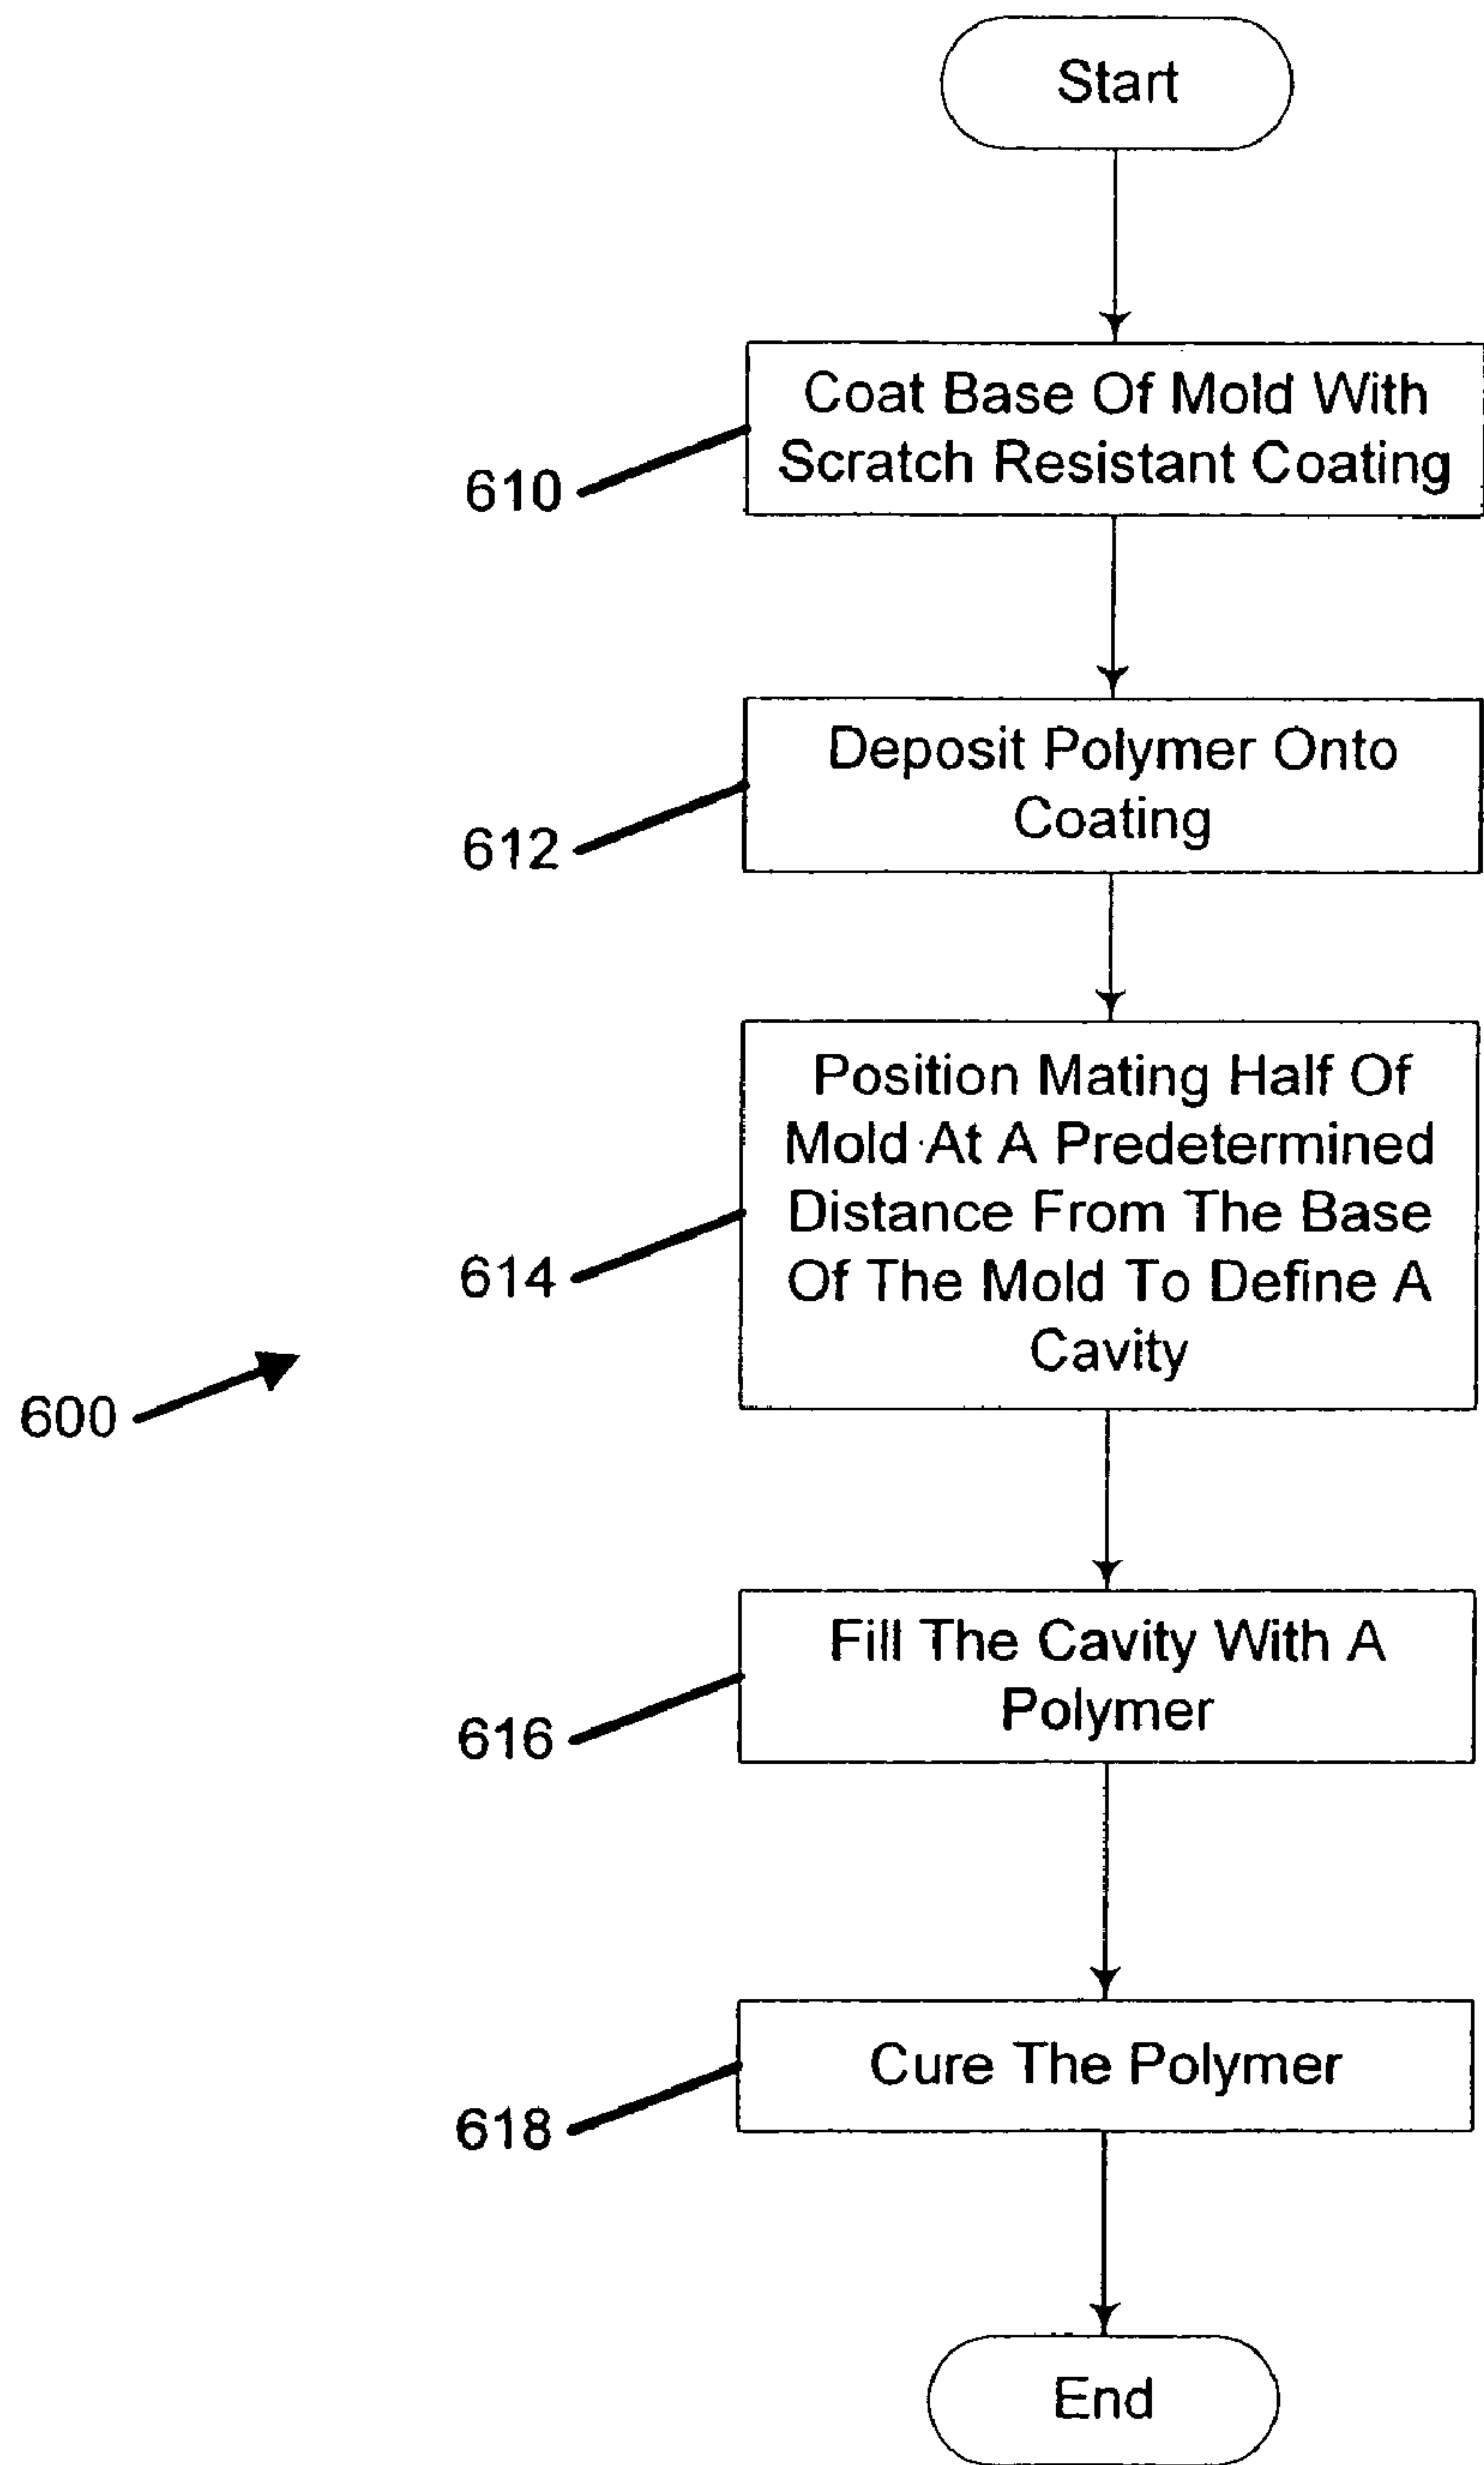 Start
Coat Base Of Mold With
Scratch Resistant Coating
610
Deposit Polymer Onto
Coating
612
Position Mating Half Of
Mold At A Predetermined
Distance From The Base
Of The Mold To Define A
Cavity
614
600
Fill The Cavity With A
Polymer
616
Cure The Polymer
618
End